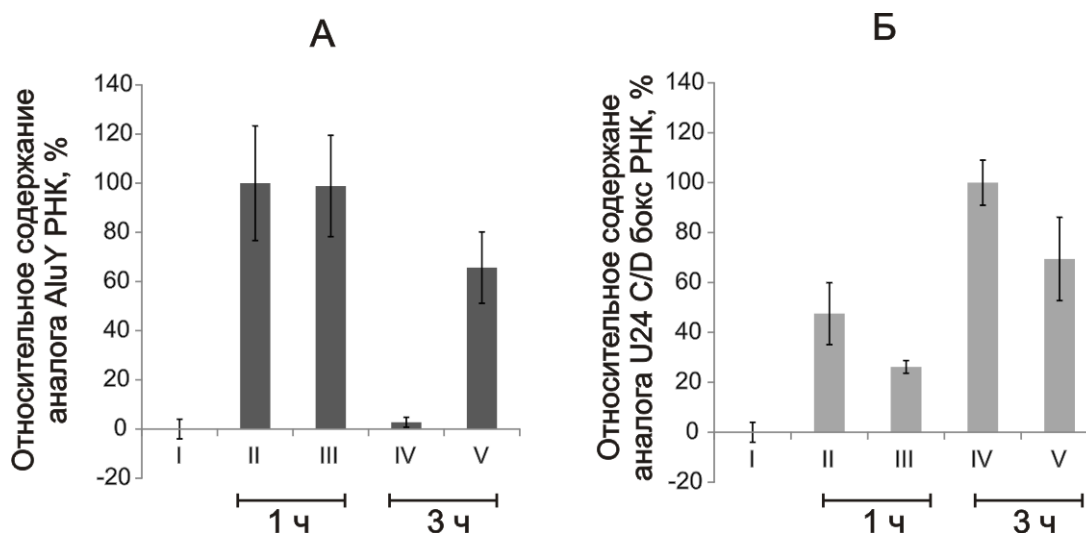 А
Относительное содержание
аналога AluY РНК, %
140
120
100
80
60
40
20
0
-20
I
II
III
IV
V
1 ч
3 ч
Б
Относительное содержане
аналога U24 C/D бокс РНК, %
140
120
100
80
60
40
20
0
-20
I
II
III
IV
V
1 ч
3 ч